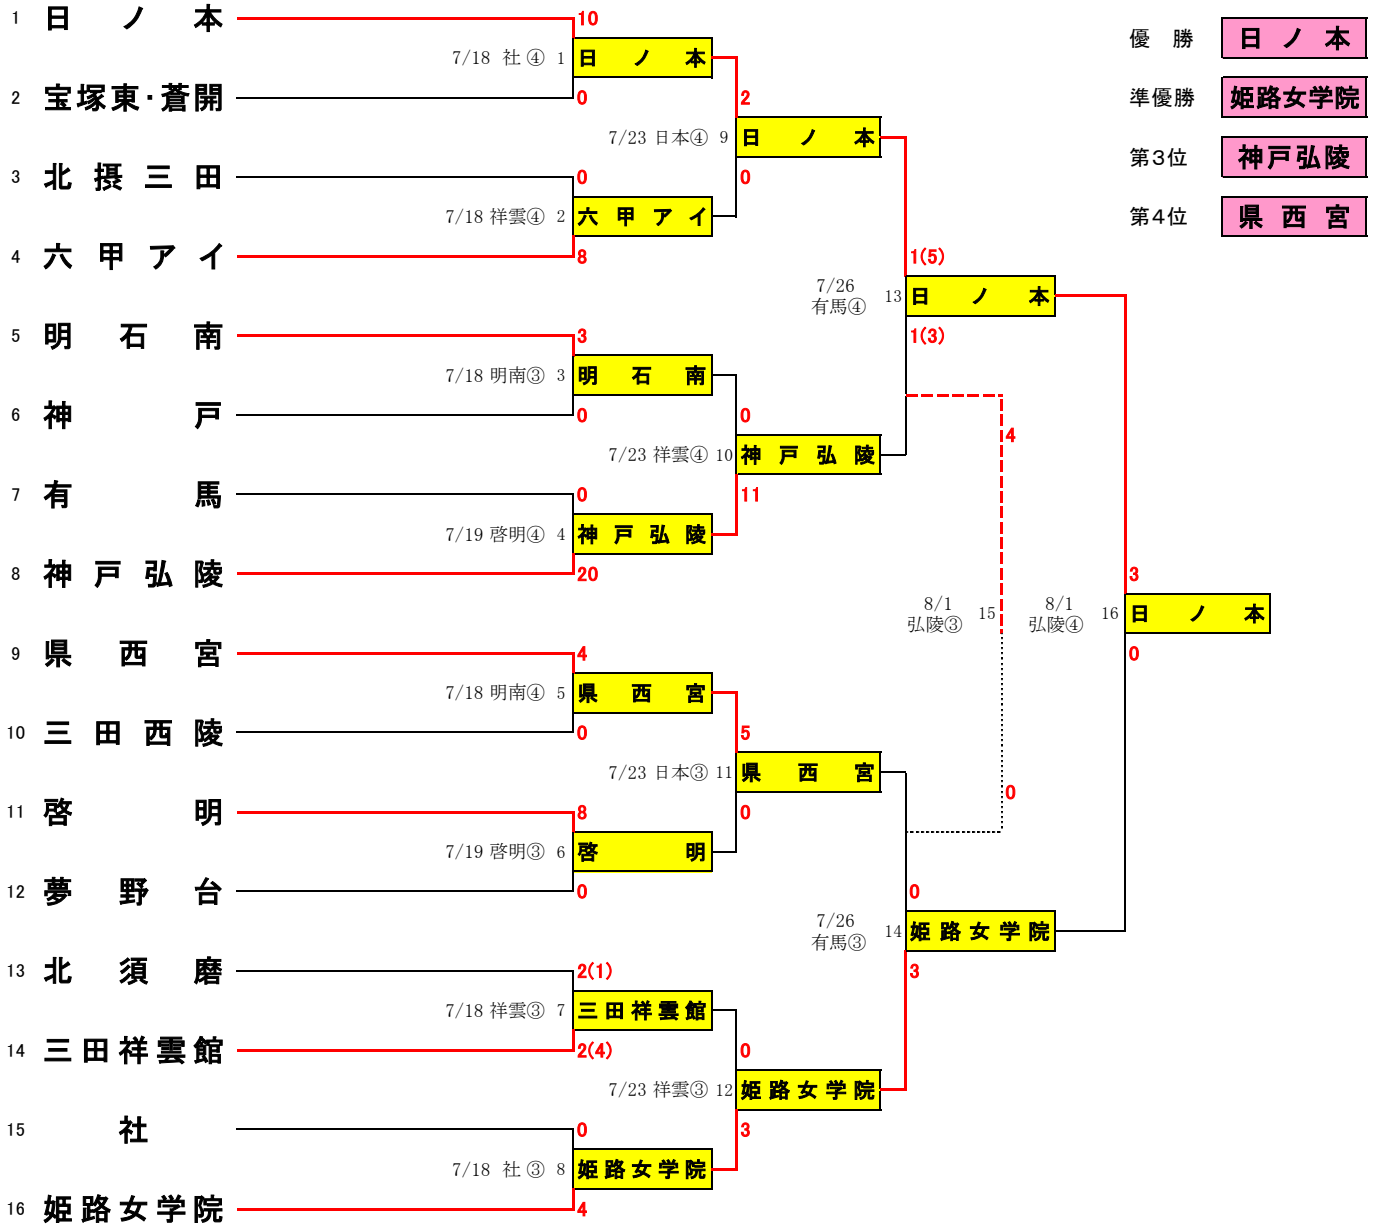 1 日ノ本 10
優勝 日ノ本
7/18 社④ 1 日ノ本
2 宝塚東・蒼開 0 2
準優勝 姫路女学院
7/23 日本④ 9 日ノ本
第3位 神戸弘陵
3 北摂三田 0 0
7/18 祥雲④ 2 六甲アイ
第4位 県西宮
4 六甲アイ 8 1(5)
7/26
有馬④
13 日ノ本
5 明石南 3 1(3)
7/18 明南③ 3 明石南
6 神戸 0 0
4
7/23 祥雲④ 10 神戸弘陵
7 有馬 0 11
7/19 啓明④ 4 神戸弘陵
8 神戸弘陵 20 3
8/1
弘陵③
15
8/1
弘陵④
16 日ノ本
9 県西宮 4 0
7/18 明南④ 5 県西宮
10 三田西陵 0 5
7/23 日本③ 11 県西宮
0
11 啓明 8 0
7/19 啓明③ 6 啓明
12 夢野台 0 0
7/26
有馬③
14 姫路女学院
13 北須磨 2(1) 3
7/18 祥雲③ 7 三田祥雲館
14 三田祥雲館 2(4) 0
7/23 祥雲③ 12 姫路女学院
15 社 0 3
7/18 社③ 8 姫路女学院
16 姫路女学院 4